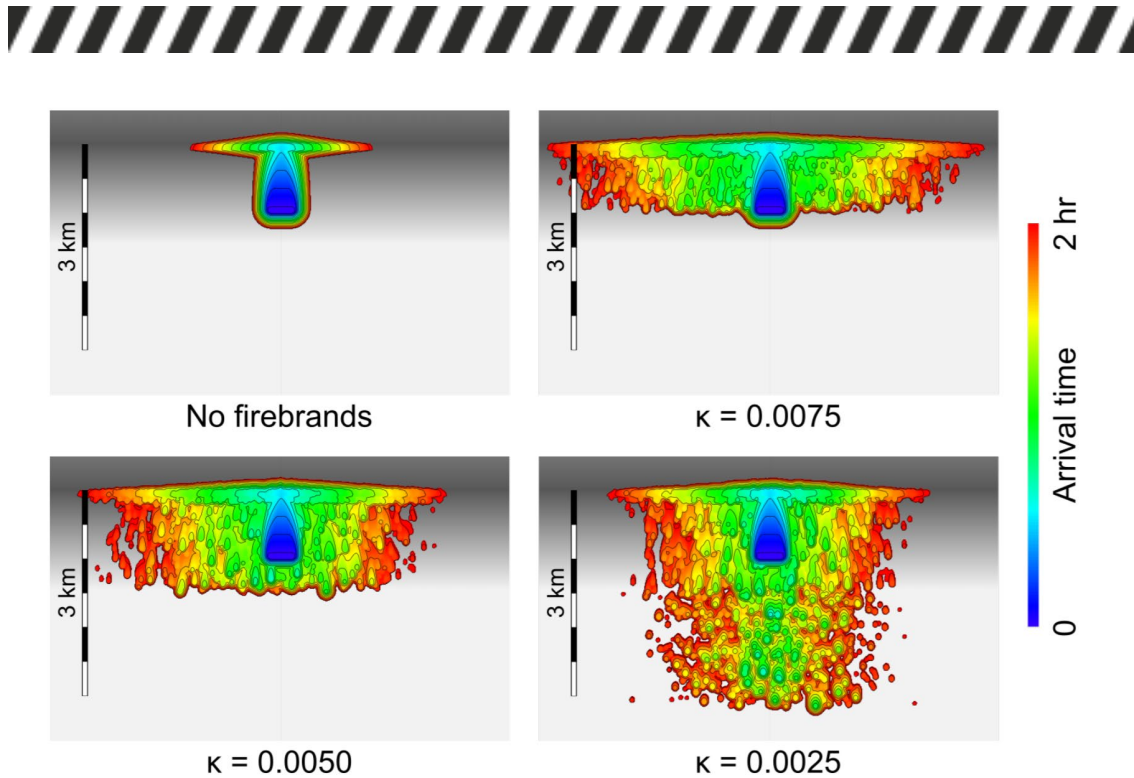 3 km
No firebrands
3 km
κ = 0.0075
3 km
κ = 0.0050
3 km
κ = 0.0025
0
Arrival time
2 hr